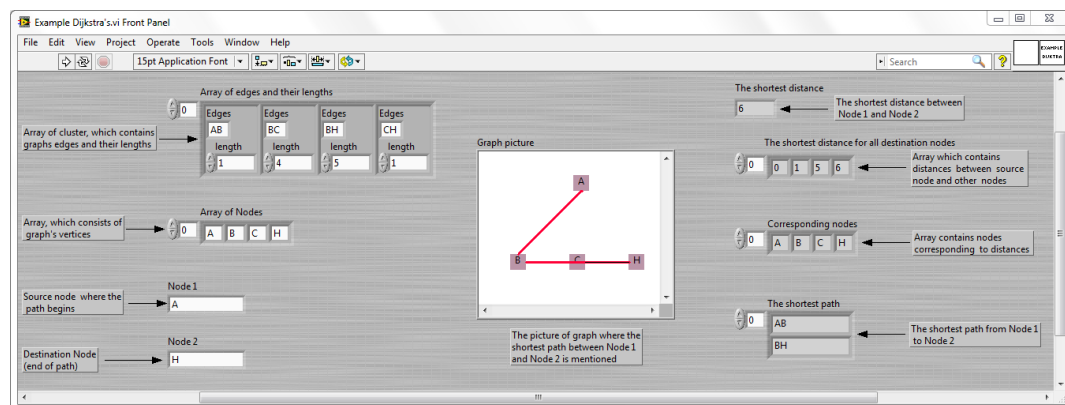 Example Dijkstra's.vi Front Panel
File Edit View Project Operate Tools Window Help
15pt Application Font
Search
EXAMPLE
DIJKTRA
Array of edges and their lengths
0
Edges Edges Edges Edges
AB BC BH CH
length length length length
1 4 5 1
Array of cluster, which contains
graphs edges and their lengths
Array of Nodes
0 A B C H
Array, which consists of
graph's vertices
Node 1
A
Source node where the
path begins
Node 2
H
Destination Node
(end of path)
Graph picture
A
B C H
The picture of graph where the
shortest path between Node 1
and Node 2 is mentioned
The shortest distance
6
The shortest distance between
Node 1 and Node 2
The shortest distance for all destination nodes
0 0 1 5 6
Array which contains
distances between source
node and other nodes
Corresponding nodes
0 A B C H
Array contains nodes
corresponding to distances
The shortest path
0 AB
BH
The shortest path from Node 1
to Node 2